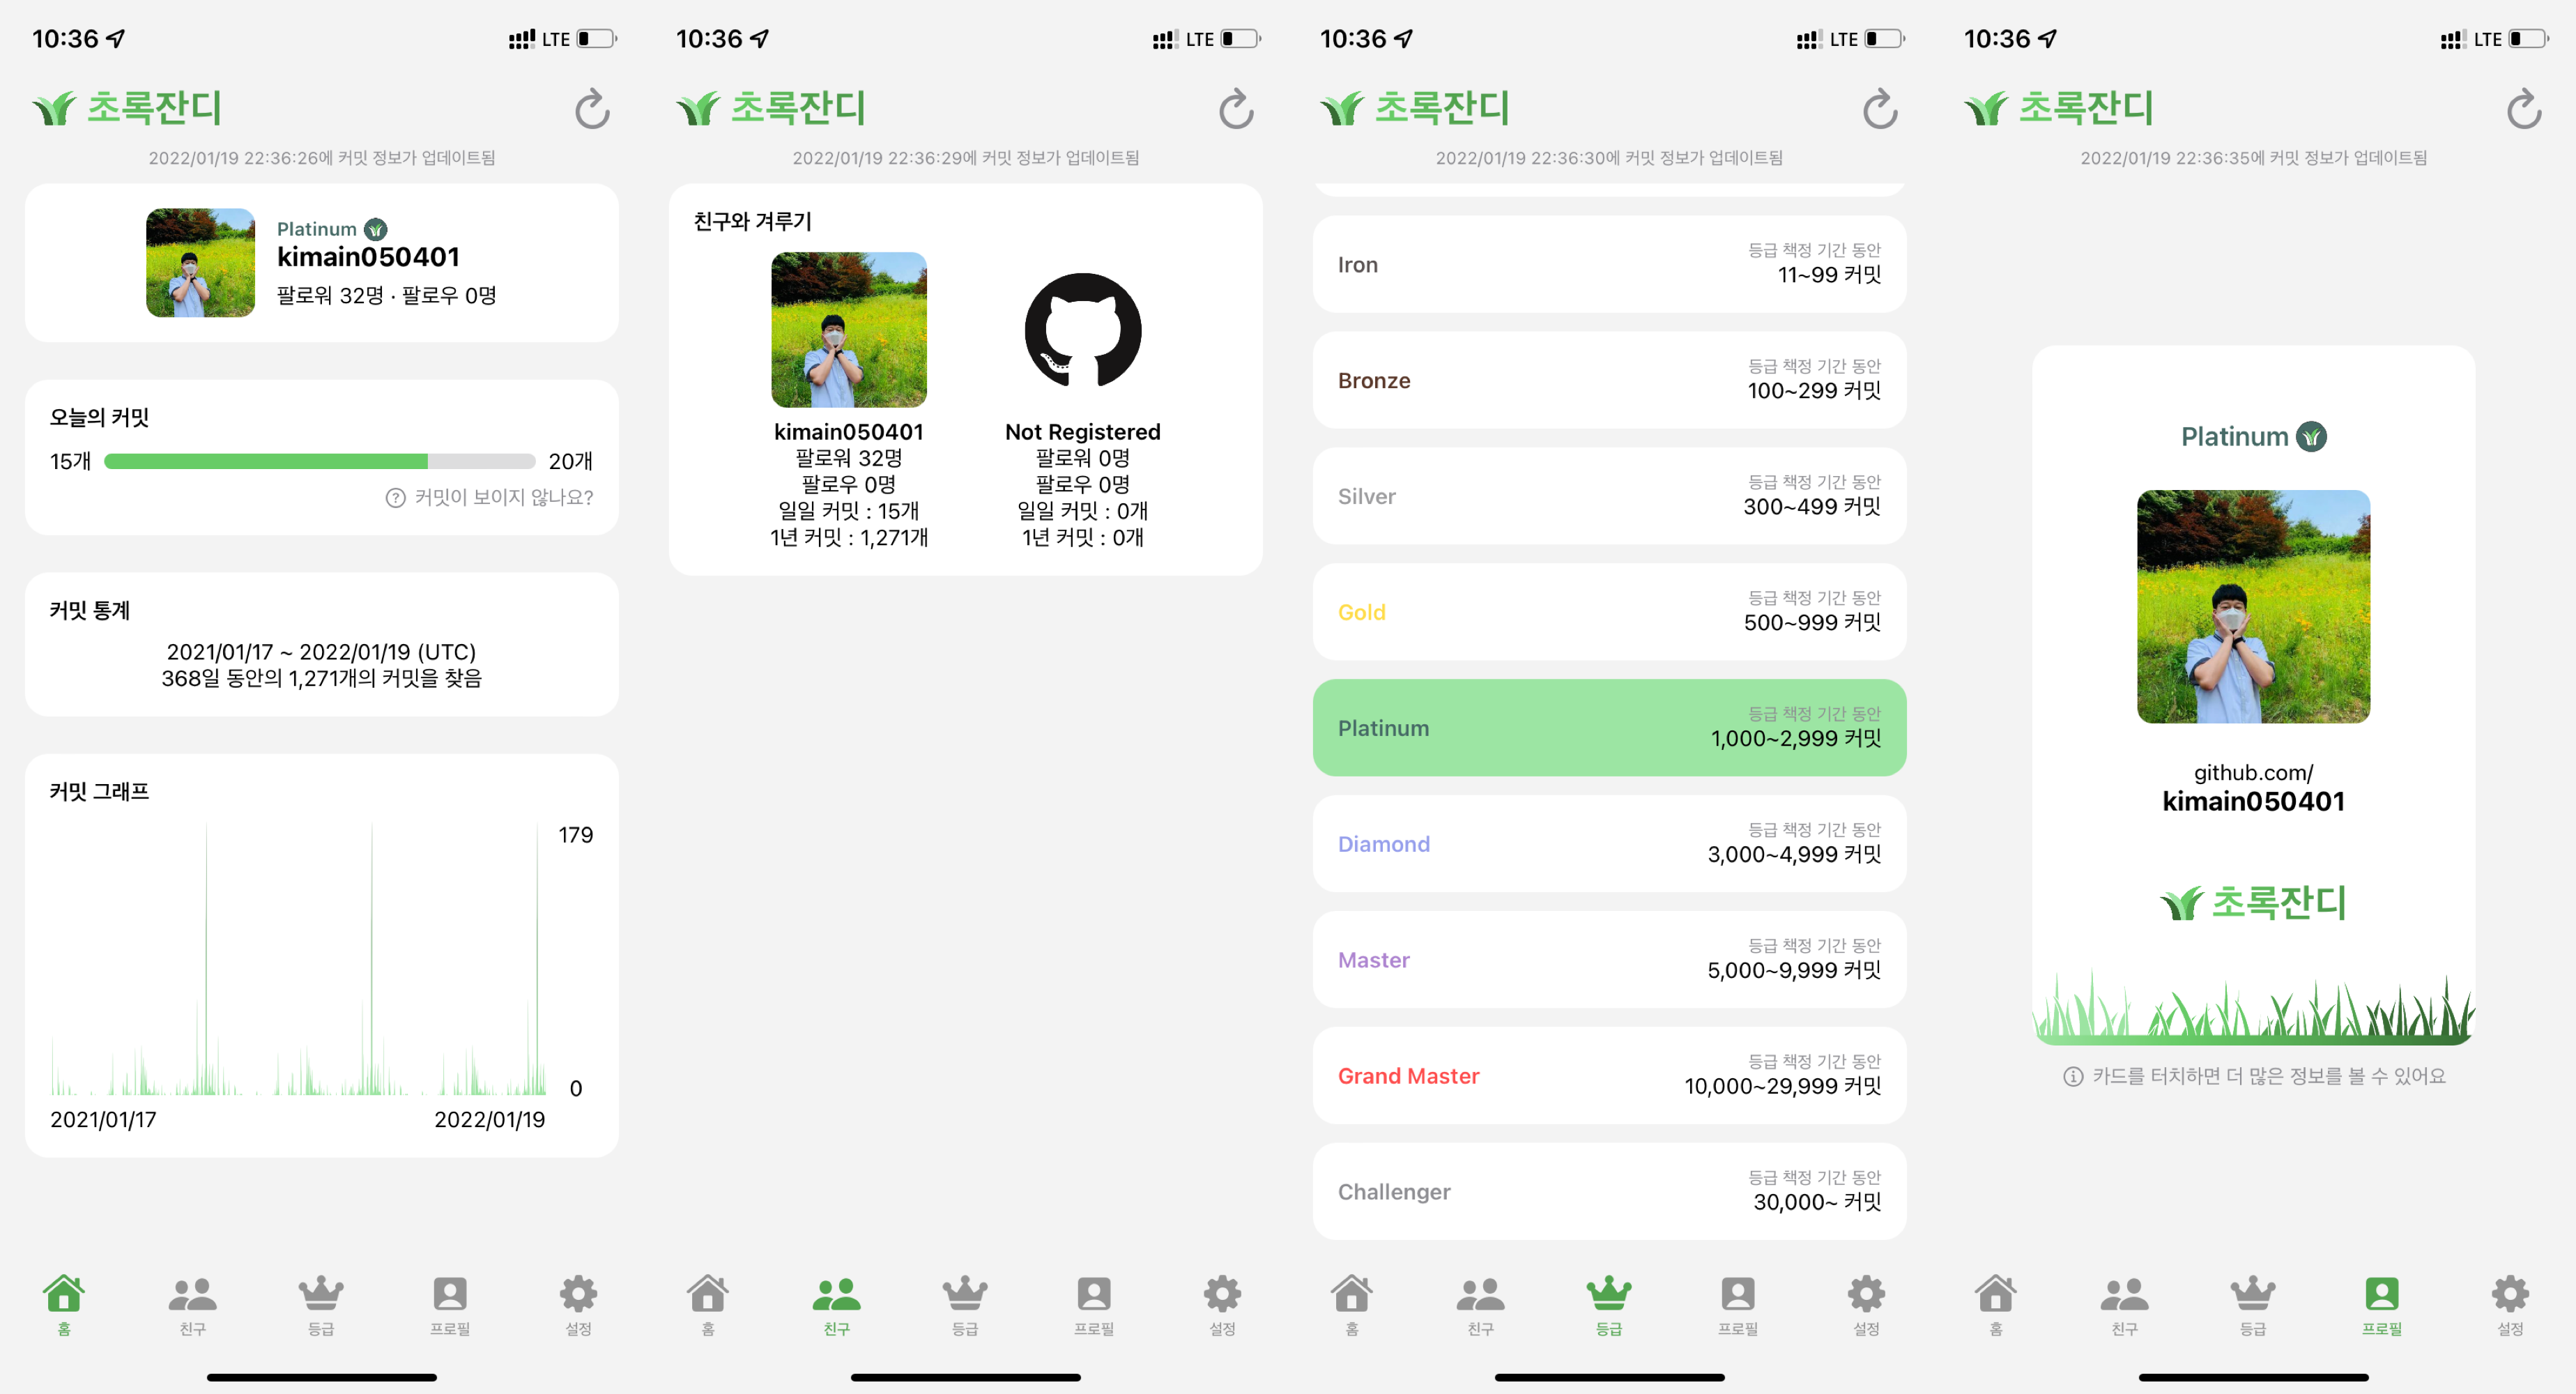 10:36
LTE
초록잔디
2022/01/19 22:36:26에 커밋 정보가 업데이트됨
Platinum
kimain050401
팔로워 32명 · 팔로우 0명
오늘의 커밋
15개
20개
커밋이 보이지 않나요?
커밋 통계
2021/01/17 ~ 2022/01/19 (UTC)
368일 동안의 1,271개의 커밋을 찾음
커밋 그래프
179
0
2021/01/17
2022/01/19
홈
친구
등급
프로필
설정
10:36
LTE
초록잔디
2022/01/19 22:36:29에 커밋 정보가 업데이트됨
친구와 겨루기
kimain050401
팔로워 32명
팔로우 0명
일일 커밋 : 15개
1년 커밋 : 1,271개
Not Registered
팔로워 0명
팔로우 0명
일일 커밋 : 0개
1년 커밋 : 0개
홈
친구
등급
프로필
설정
10:36
LTE
초록잔디
2022/01/19 22:36:30에 커밋 정보가 업데이트됨
Iron
등급 책정 기간 동안
11~99 커밋
Bronze
등급 책정 기간 동안
100~299 커밋
Silver
등급 책정 기간 동안
300~499 커밋
Gold
등급 책정 기간 동안
500~999 커밋
Platinum
등급 책정 기간 동안
1,000~2,999 커밋
Diamond
등급 책정 기간 동안
3,000~4,999 커밋
Master
등급 책정 기간 동안
5,000~9,999 커밋
Grand Master
등급 책정 기간 동안
10,000~29,999 커밋
Challenger
등급 책정 기간 동안
30,000~ 커밋
홈
친구
등급
프로필
설정
10:36
LTE
초록잔디
2022/01/19 22:36:35에 커밋 정보가 업데이트됨
Platinum
github.com/
kimain050401
초록잔디
카드를 터치하면 더 많은 정보를 볼 수 있어요
홈
친구
등급
프로필
설정